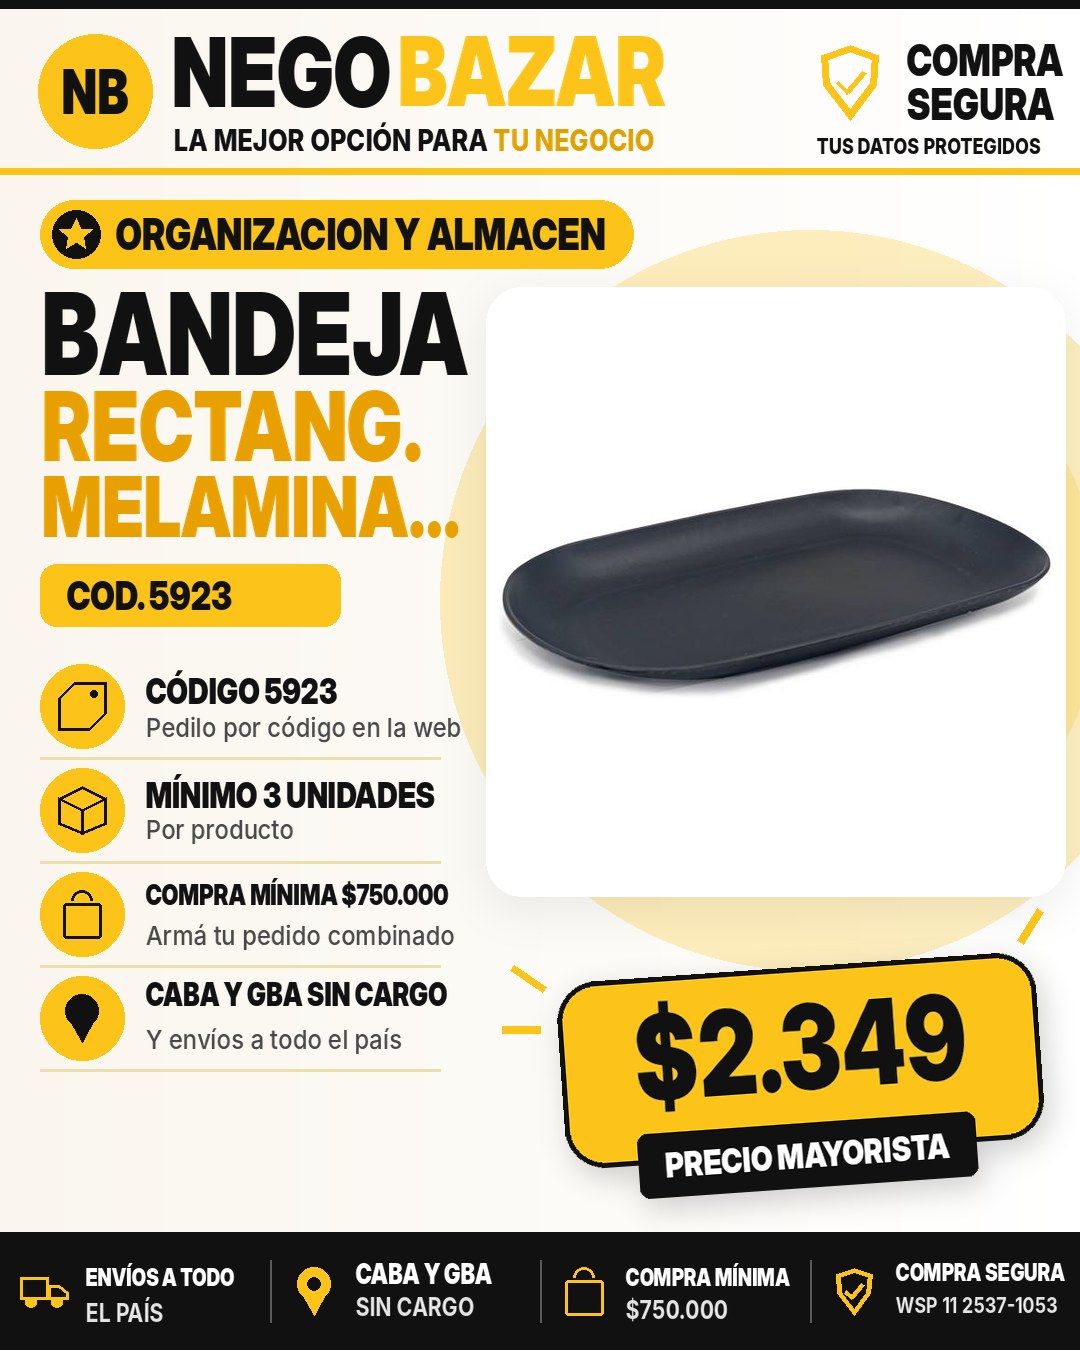 NB
NEGOBAZAR
LA MEJOR OPCIÓN PARA TU NEGOCIO
COMPRA
SEGURA
TUS DATOS PROTEGIDOS
ORGANIZACION Y ALMACEN
BANDEJA
RECTANG.
MELAMINA...
COD. 5923
CÓDIGO 5923
Pedilo por código en la web
MÍNIMO 3 UNIDADES
Por producto
COMPRA MÍNIMA $750.000
Armá tu pedido combinado
CABA Y GBA SIN CARGO
Y envíos a todo el país
$2.349
PRECIO MAYORISTA
ENVÍOS A TODO
EL PAÍS
CABA Y GBA
SIN CARGO
COMPRA MÍNIMA
$750.000
COMPRA SEGURA
WSP 11 2537-1053